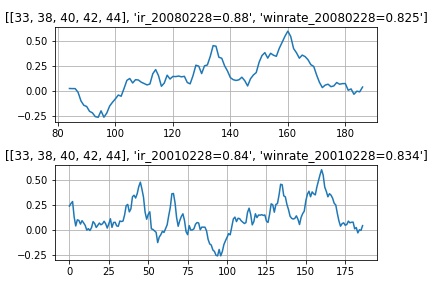 [[33, 38, 40, 42, 44], 'ir_20080228=0.88', 'winrate_20080228=0.825']
0.50
0.25
0.00
−0.25
80 100 120 140 160 180
[[33, 38, 40, 42, 44], 'ir_20010228=0.84', 'winrate_20010228=0.834']
0.50
0.25
0.00
−0.25
0 25 50 75 100 125 150 175